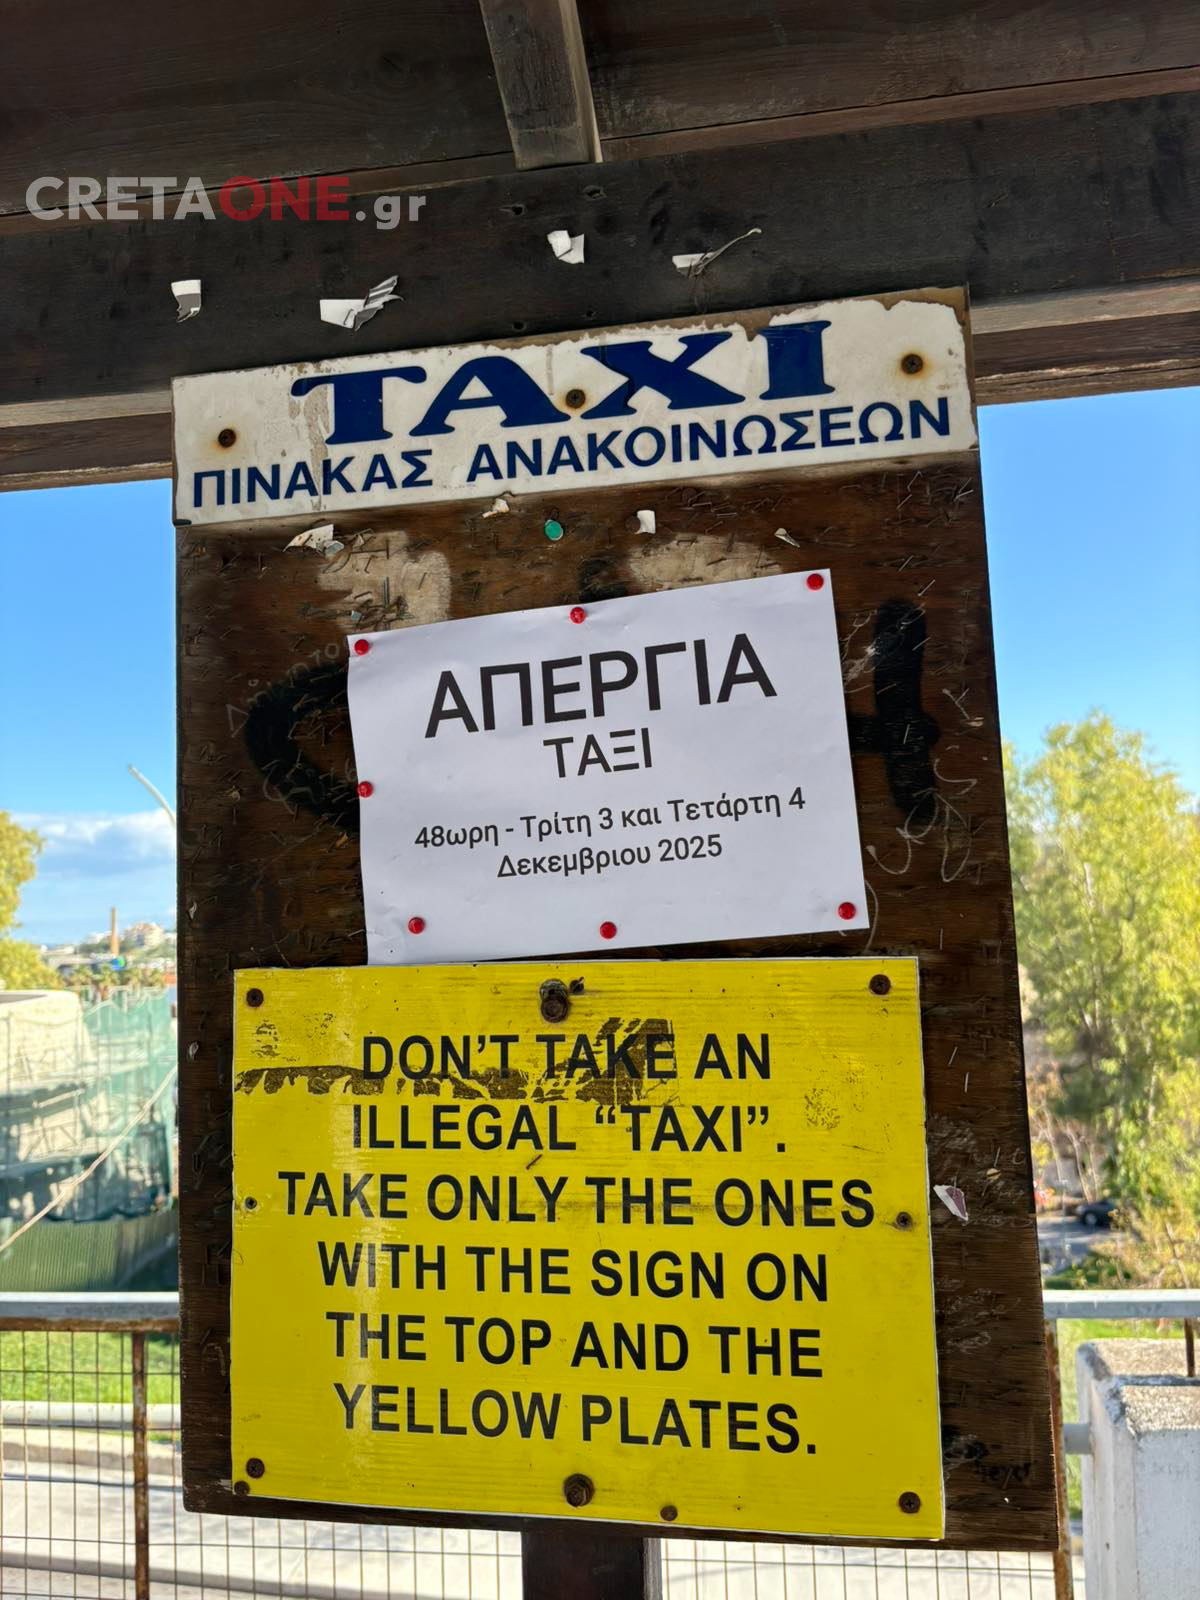 CRETAONE.gr
TAXI
ΠΙΝΑΚΑΣ ΑΝΑΚΟΙΝΩΣΕΩΝ
ΑΠΕΡΓΙΑ
ΤΑΞΙ
48ωρη - Τρίτη 3 και Τετάρτη 4
Δεκεμβριου 2025
DON'T TAKE AN
ILLEGAL “TAXI”.
TAKE ONLY THE ONES
WITH THE SIGN ON
THE TOP AND THE
YELLOW PLATES.